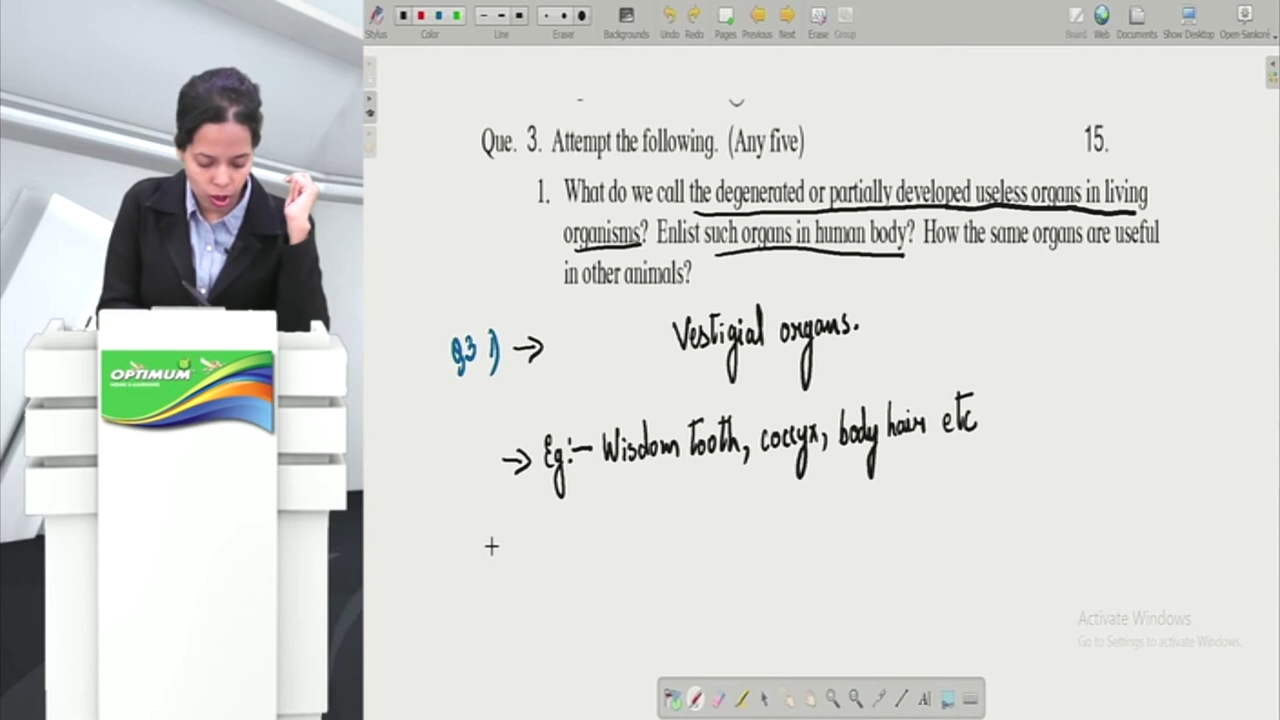 Stylus Color Line Eraser Backgrounds Undo Redo Pages Previous Next Erase Group Board Web Documents Show Desktop Open-Sankoré
Que. 3. Attempt the following. (Any five) 15.
1. What do we call the degenerated or partially developed useless organs in living
organisms? Enlist such organs in human body? How the same organs are useful
in other animals?
Q3 1) → Vestigial organs.
→ Eg:- Wisdom tooth, coccyx, body hair etc
OPTIMUM
Activate Windows
Go to Settings to activate Windows.